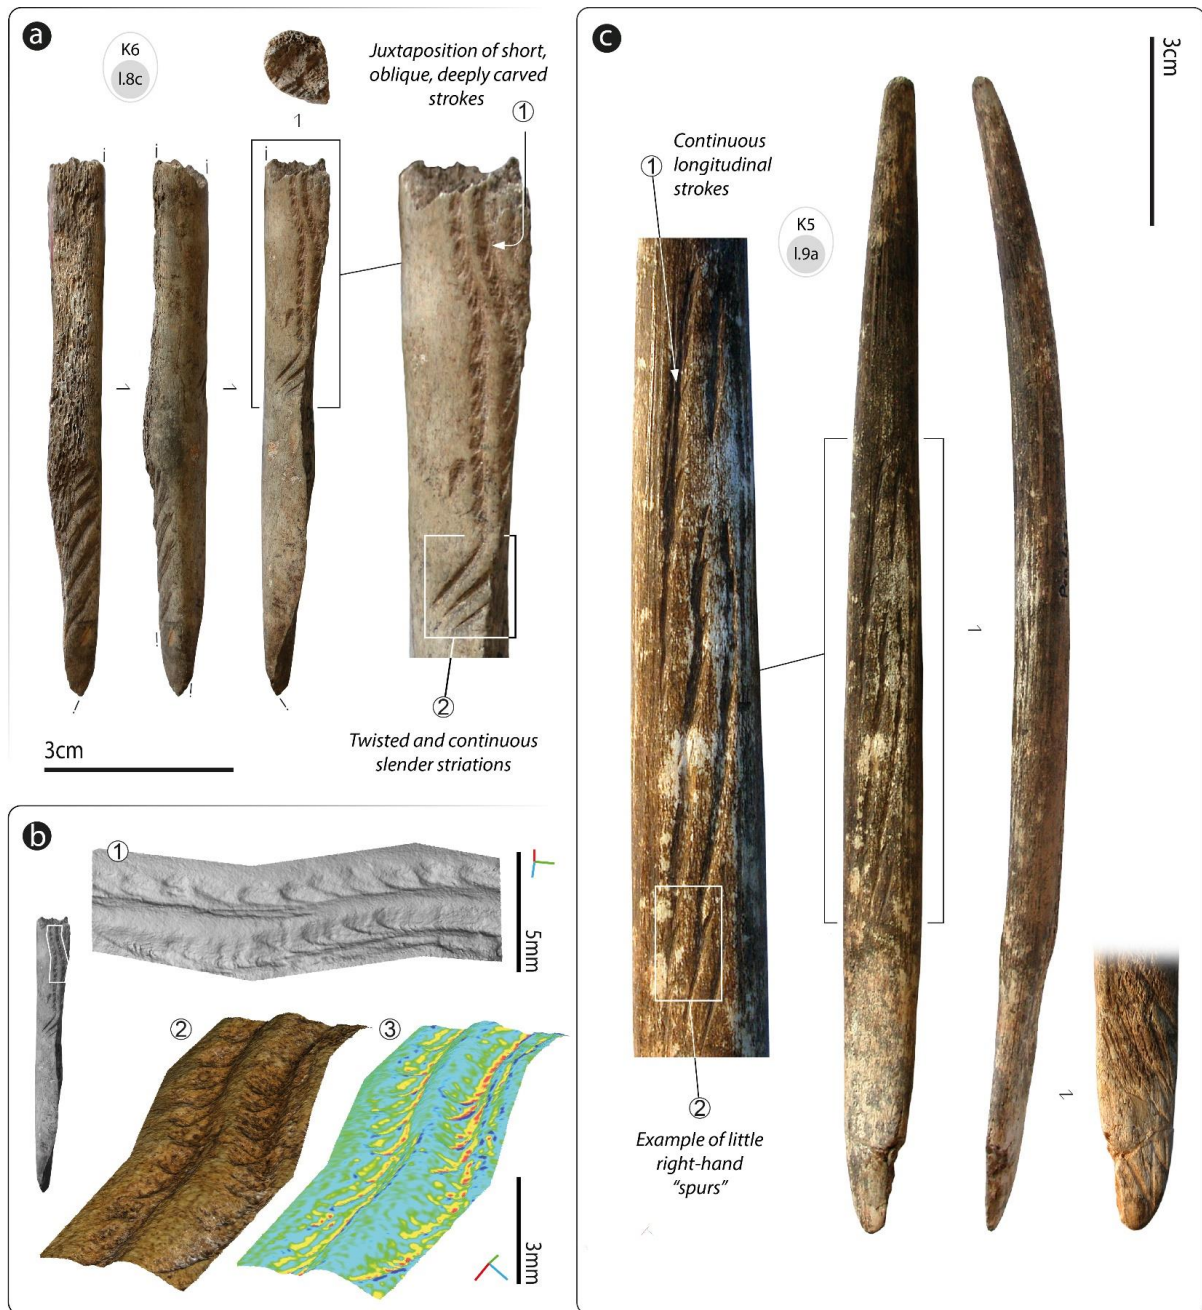 a
K6
l.8c
Juxtaposition of short,
oblique, deeply carved
strokes
1
2
Twisted and continuous
slender striations
3cm
b
1
5mm
2
3
3mm
c
3cm
1
Continuous
longitudinal
strokes
K5
l.9a
2
Example of little
right-hand
“spurs”